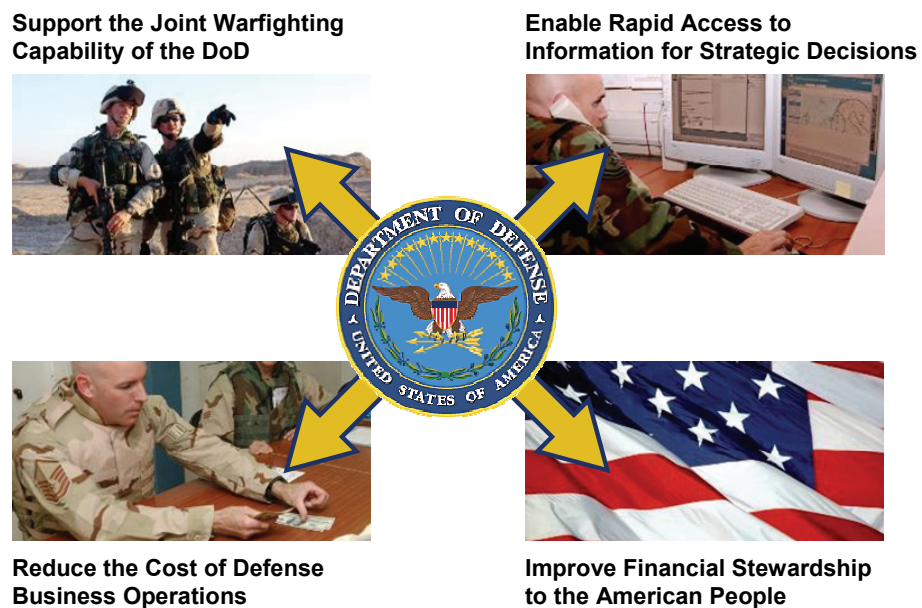 Support the Joint Warfighting
Capability of the DoD
Enable Rapid Access to
Information for Strategic Decisions
DEPARTMENT OF DEFENSE
UNITED STATES OF AMERICA
Reduce the Cost of Defense
Business Operations
Improve Financial Stewardship
to the American People